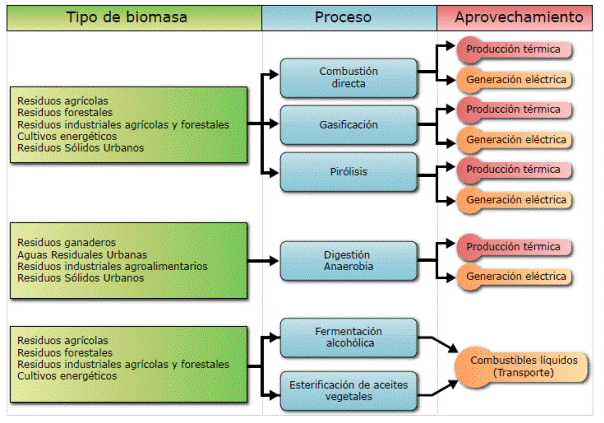 Tipo de biomasa
Proceso
Aprovechamiento
Residuos agrícolas
Residuos forestales
Residuos industriales agrícolas y forestales
Cultivos energéticos
Residuos Sólidos Urbanos
Combustión
directa
Producción térmica
Generación eléctrica
Gasificación
Producción térmica
Generación eléctrica
Pirólisis
Producción térmica
Generación eléctrica
Residuos ganaderos
Aguas Residuales Urbanas
Residuos industriales agroalimentarios
Residuos Sólidos Urbanos
Digestión
Anaerobia
Producción térmica
Generación eléctrica
Residuos agrícolas
Residuos forestales
Residuos industriales agrícolas y forestales
Cultivos energéticos
Fermentación
alcohólica
Esterificación de aceites
vegetales
Combustibles líquidos
(Transporte)